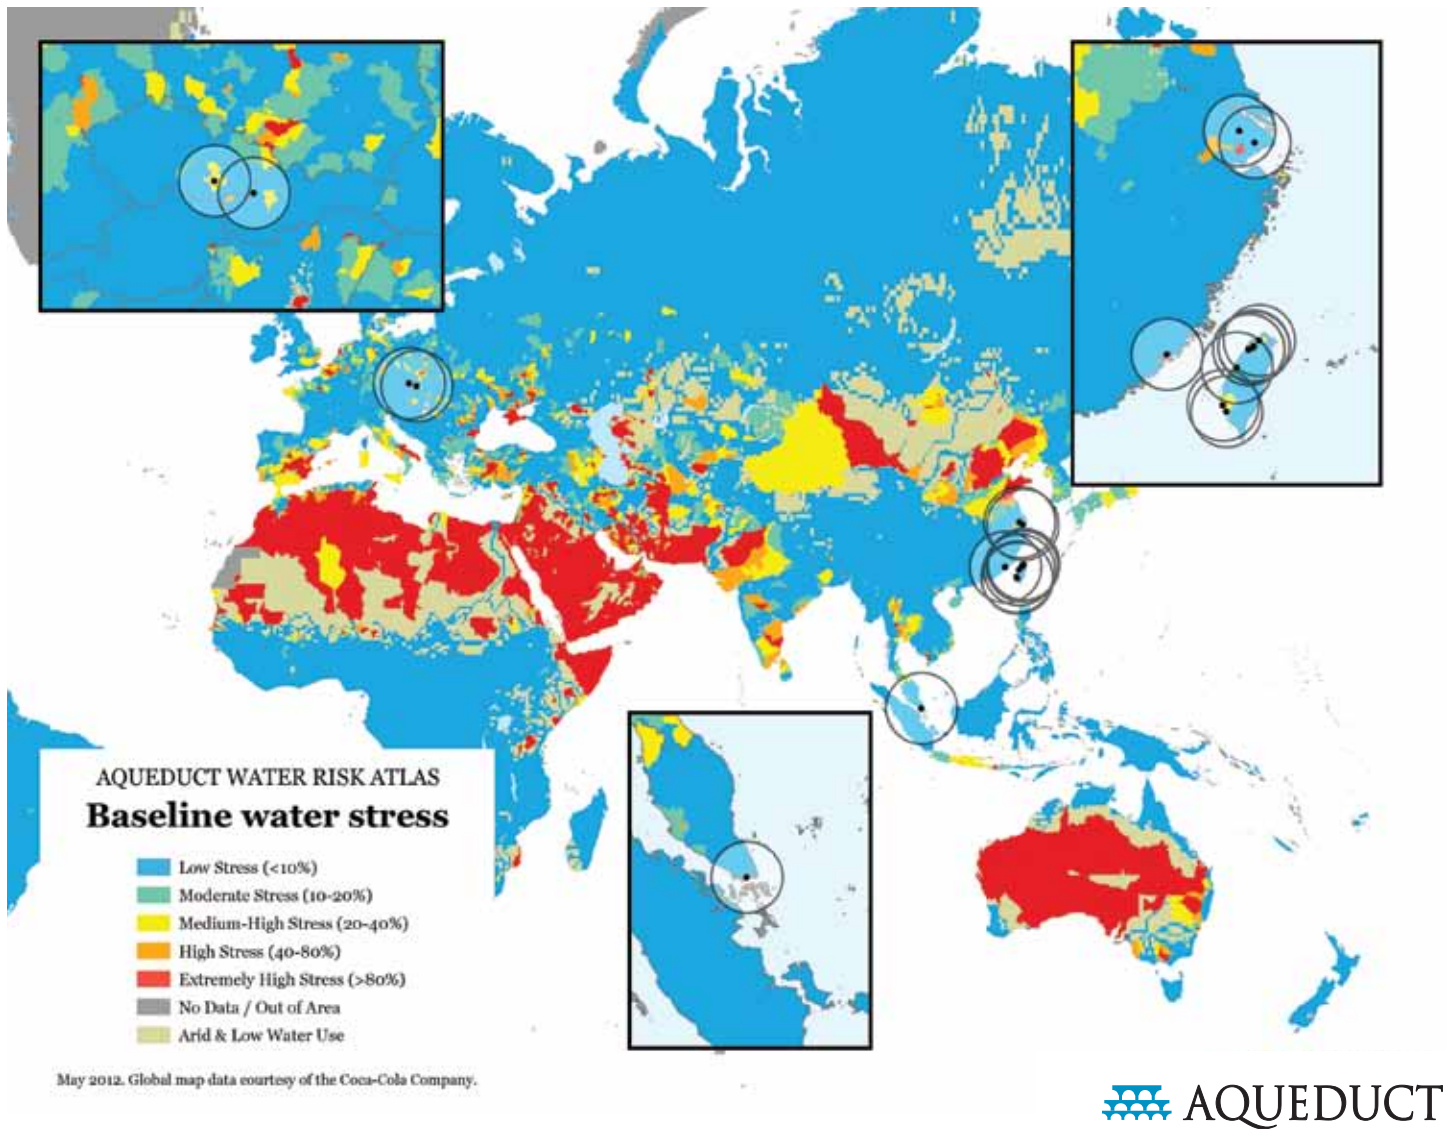 AQUEDUCT WATER RISK ATLAS
Baseline water stress
Low Stress (<10%)
Moderate Stress (10-20%)
Medium-High Stress (20-40%)
High Stress (40-80%)
Extremely High Stress (>80%)
No Data / Out of Area
Arid & Low Water Use
May 2012. Global map data courtesy of the Coca-Cola Company.
AQUEDUCT